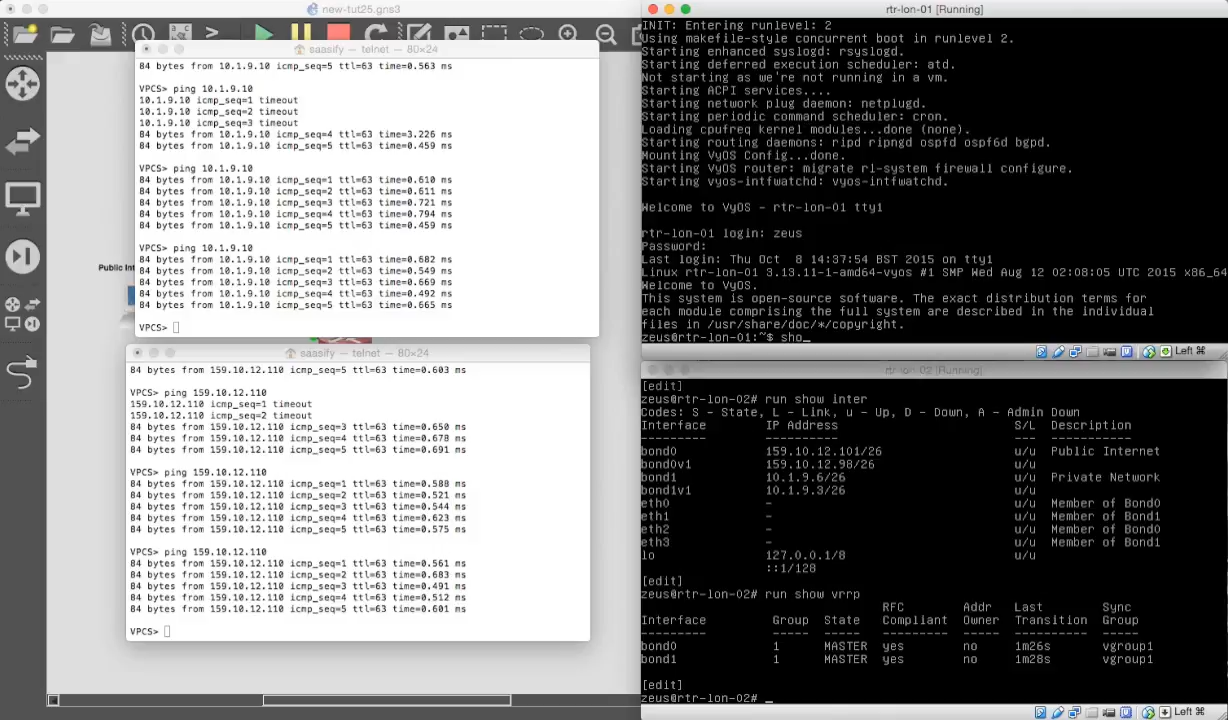 new-tut25.gns3
saasify — telnet — 80×24
84 bytes from 10.1.9.10 icmp_seq=5 ttl=63 time=0.563 ms
VPCS> ping 10.1.9.10
10.1.9.10 icmp_seq=1 timeout
10.1.9.10 icmp_seq=2 timeout
10.1.9.10 icmp_seq=3 timeout
84 bytes from 10.1.9.10 icmp_seq=4 ttl=63 time=3.226 ms
84 bytes from 10.1.9.10 icmp_seq=5 ttl=63 time=0.459 ms
VPCS> ping 10.1.9.10
84 bytes from 10.1.9.10 icmp_seq=1 ttl=63 time=0.610 ms
84 bytes from 10.1.9.10 icmp_seq=2 ttl=63 time=0.611 ms
84 bytes from 10.1.9.10 icmp_seq=3 ttl=63 time=0.721 ms
84 bytes from 10.1.9.10 icmp_seq=4 ttl=63 time=0.794 ms
84 bytes from 10.1.9.10 icmp_seq=5 ttl=63 time=0.459 ms
VPCS> ping 10.1.9.10
84 bytes from 10.1.9.10 icmp_seq=1 ttl=63 time=0.682 ms
84 bytes from 10.1.9.10 icmp_seq=2 ttl=63 time=0.549 ms
84 bytes from 10.1.9.10 icmp_seq=3 ttl=63 time=0.669 ms
84 bytes from 10.1.9.10 icmp_seq=4 ttl=63 time=0.492 ms
84 bytes from 10.1.9.10 icmp_seq=5 ttl=63 time=0.665 ms
VPCS>
Public Int
saasify — telnet — 80×24
84 bytes from 159.10.12.110 icmp_seq=5 ttl=63 time=0.603 ms
VPCS> ping 159.10.12.110
159.10.12.110 icmp_seq=1 timeout
159.10.12.110 icmp_seq=2 timeout
84 bytes from 159.10.12.110 icmp_seq=3 ttl=63 time=0.650 ms
84 bytes from 159.10.12.110 icmp_seq=4 ttl=63 time=0.678 ms
84 bytes from 159.10.12.110 icmp_seq=5 ttl=63 time=0.691 ms
VPCS> ping 159.10.12.110
84 bytes from 159.10.12.110 icmp_seq=1 ttl=63 time=0.588 ms
84 bytes from 159.10.12.110 icmp_seq=2 ttl=63 time=0.521 ms
84 bytes from 159.10.12.110 icmp_seq=3 ttl=63 time=0.544 ms
84 bytes from 159.10.12.110 icmp_seq=4 ttl=63 time=0.623 ms
84 bytes from 159.10.12.110 icmp_seq=5 ttl=63 time=0.575 ms
VPCS> ping 159.10.12.110
84 bytes from 159.10.12.110 icmp_seq=1 ttl=63 time=0.561 ms
84 bytes from 159.10.12.110 icmp_seq=2 ttl=63 time=0.683 ms
84 bytes from 159.10.12.110 icmp_seq=3 ttl=63 time=0.491 ms
84 bytes from 159.10.12.110 icmp_seq=4 ttl=63 time=0.512 ms
84 bytes from 159.10.12.110 icmp_seq=5 ttl=63 time=0.601 ms
VPCS>
rtr-lon-01 [Running]
INIT: Entering runlevel: 2
Using makefile-style concurrent boot in runlevel 2.
Starting enhanced syslogd: rsyslogd.
Starting deferred execution scheduler: atd.
Not starting as we're not running in a vm.
Starting ACPI services....
Starting network plug daemon: netplugd.
Starting periodic command scheduler: cron.
Loading cpufreq kernel modules...done (none).
Starting routing daemons: ripd ripngd ospfd ospf6d bgpd.
Mounting VyOS Config...done.
Starting VyOS router: migrate rl-system firewall configure.
Starting vyos-intfwatchd: vyos-intfwatchd.
Welcome to VyOS - rtr-lon-01 tty1
rtr-lon-01 login: zeus
Password:
Last login: Thu Oct  8 14:37:54 BST 2015 on tty1
Linux rtr-lon-01 3.13.11-1-amd64-vyos #1 SMP Wed Aug 12 02:08:05 UTC 2015 x86_64
Welcome to VyOS.
This system is open-source software. The exact distribution terms for
each module comprising the full system are described in the individual
files in /usr/share/doc/*/copyright.
zeus@rtr-lon-01:~$ sho_
Left ⌘
rtr-lon-02 [Running]
[edit]
zeus@rtr-lon-02# run show inter
Codes: S - State, L - Link, u - Up, D - Down, A - Admin Down
Interface IP Address S/L Description
--------- ---------- --- -----------
bond0 159.10.12.101/26 u/u Public Internet
bond0v1 159.10.12.98/26 u/u
bond1 10.1.9.6/26 u/u Private Network
bond1v1 10.1.9.3/26 u/u
eth0 - u/u Member of Bond0
eth1 - u/u Member of Bond1
eth2 - u/u Member of Bond0
eth3 - u/u Member of Bond1
lo 127.0.0.1/8 u/u
::1/128
[edit]
zeus@rtr-lon-02# run show vrrp
RFC Addr Last Sync
Interface Group State Compliant Owner Transition Group
--------- ----- ----- --------- ----- ---------- -----
bond0 1 MASTER yes no 1m26s vgroup1
bond1 1 MASTER yes no 1m28s vgroup1
[edit]
zeus@rtr-lon-02# _
Left ⌘